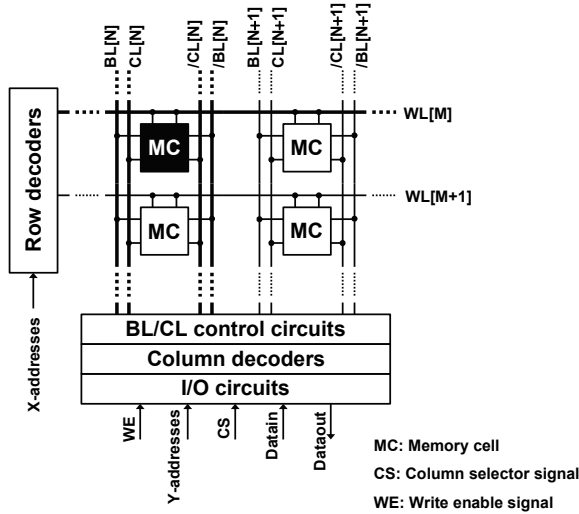 BL[N]
CL[N]
/CL[N]
/BL[N]
BL[N+1]
CL[N+1]
/CL[N+1]
/BL[N+1]
Row decoders
WL[M]
MC
MC
WL[M+1]
MC
MC
X-addresses
BL/CL control circuits
Column decoders
I/O circuits
WE
Y-addresses
CS
Datain
Dataout
MC: Memory cell
CS: Column selector signal
WE: Write enable signal